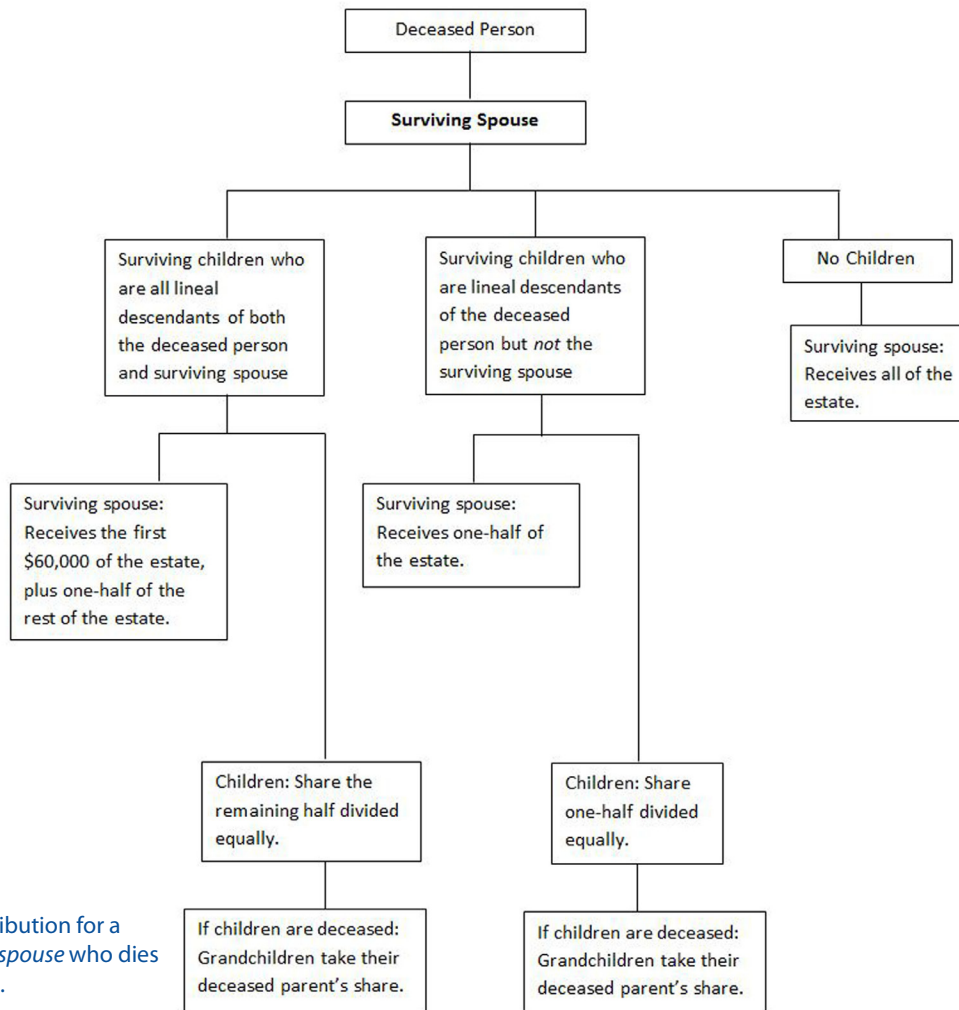 Deceased Person
Surviving Spouse
Surviving children who
are all lineal
descendants of both
the deceased person
and surviving spouse
Surviving children who
are lineal descendants
of the deceased
person but not the
surviving spouse
No Children
Surviving spouse:
Receives all of the
estate.
Surviving spouse:
Receives the first
$60,000 of the estate,
plus one-half of the
rest of the estate.
Surviving spouse:
Receives one-half of
the estate.
Children: Share the
remaining half divided
equally.
Children: Share
one-half divided
equally.
If children are deceased:
Grandchildren take their
deceased parent's share.
If children are deceased:
Grandchildren take their
deceased parent's share.
for a
spouse who dies